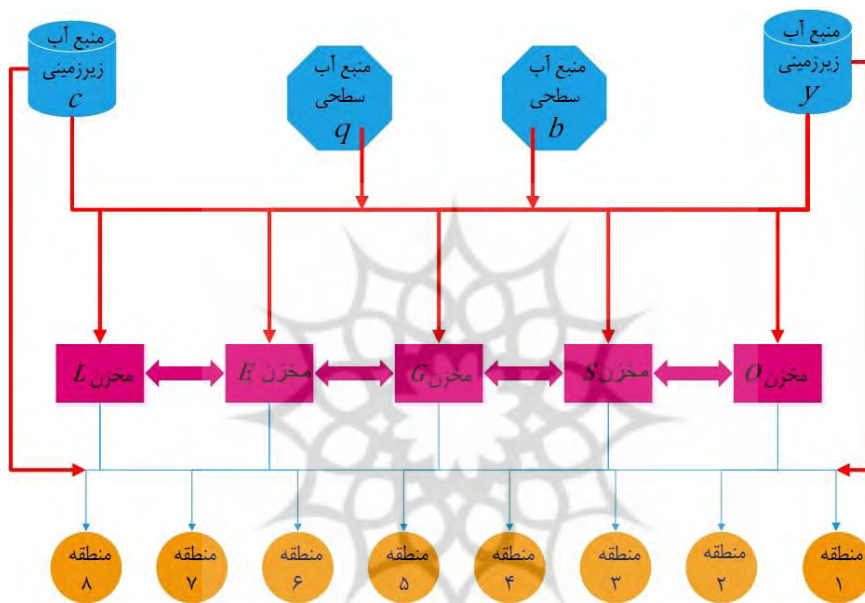 منبع آب
زیرزمینی
y
منبع آب
سطحی
b
منبع آب
سطحی
q
منبع آب
زیرزمینی
c
مخزن O
مخزن S
مخزن G
مخزن E
مخزن L
منطقه
۱
منطقه
۲
منطقه
۳
منطقه
۴
منطقه
۵
منطقه
۶
منطقه
۷
منطقه
۸